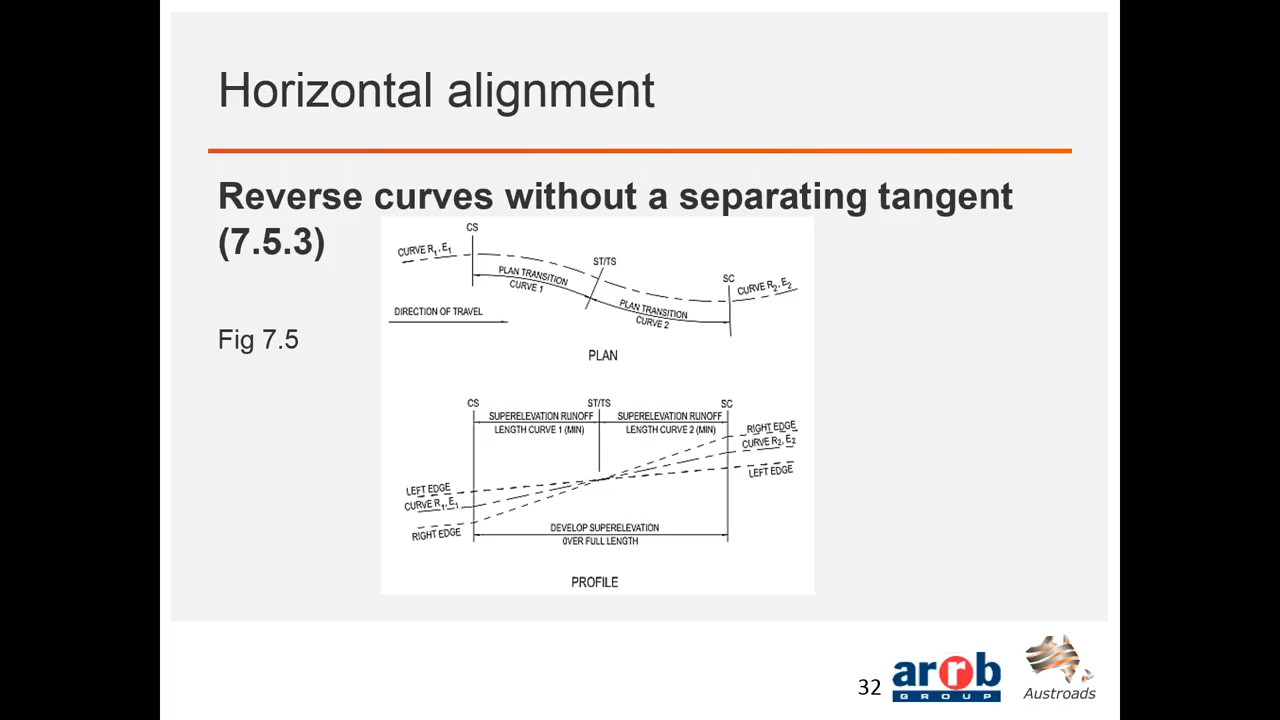 Horizontal alignment
Reverse curves without a separating tangent
(7.5.3)
Fig 7.5
CS
CURVE R1, E1
ST/TS
PLAN TRANSITION
CURVE 1
SC
CURVE R2, E2
PLAN TRANSITION
CURVE 2
DIRECTION OF TRAVEL
PLAN
CS
ST/TS
SC
SUPERELEVATION RUNOFF
LENGTH CURVE 1 (MIN)
SUPERELEVATION RUNOFF
LENGTH CURVE 2 (MIN)
RIGHT EDGE
CURVE R2, E2
LEFT EDGE
LEFT EDGE
CURVE R1, E1
RIGHT EDGE
DEVELOP SUPERELEVATION
OVER FULL LENGTH
PROFILE
32
arrb
GROUP
Austroads